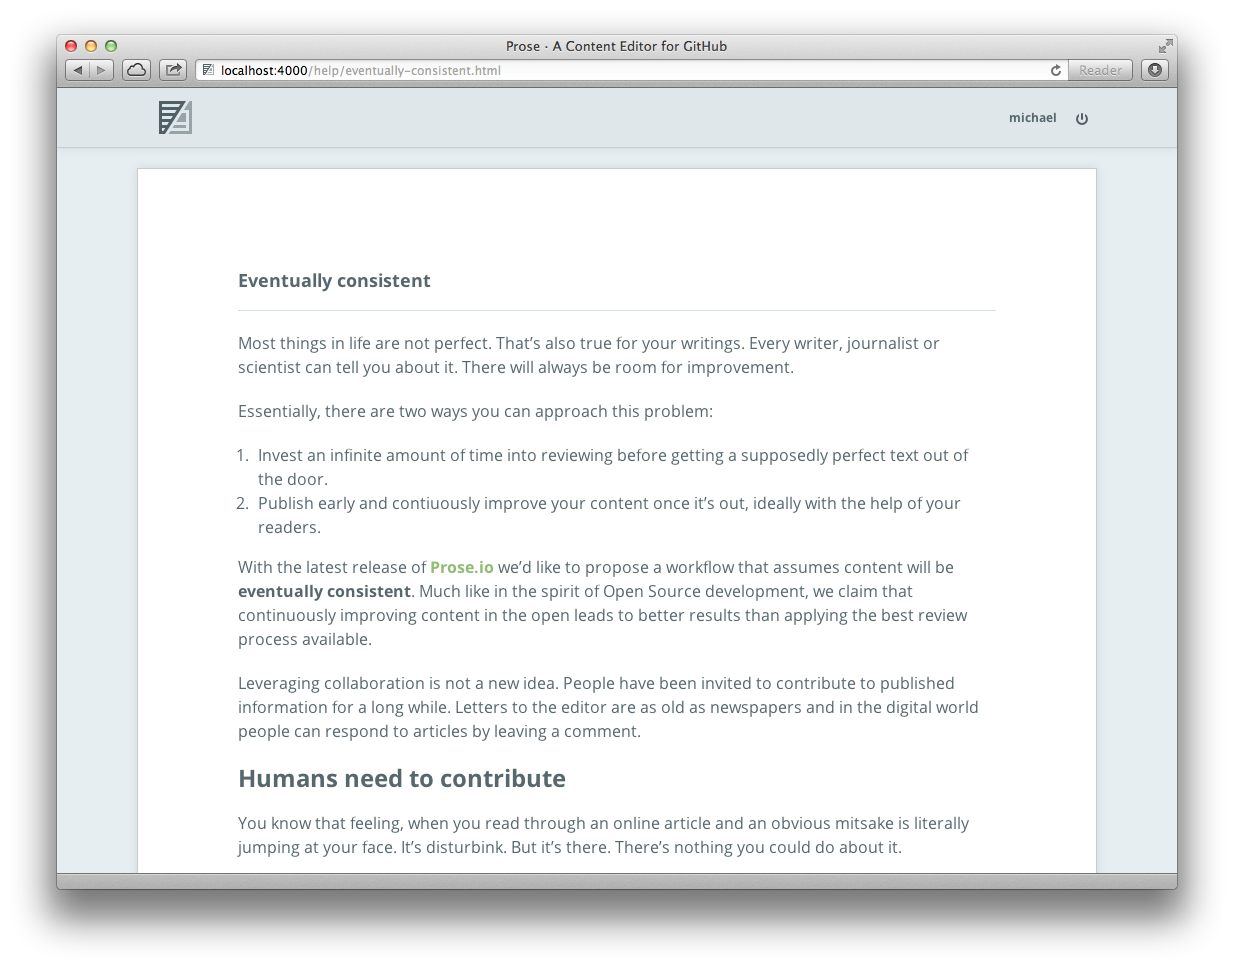 Prose · A Content Editor for GitHub
localhost:4000/help/eventually-consistent.html
Reader
michael
Eventually consistent
Most things in life are not perfect. That’s also true for your writings. Every writer, journalist or
scientist can tell you about it. There will always be room for improvement.
Essentially, there are two ways you can approach this problem:
1. Invest an infinite amount of time into reviewing before getting a supposedly perfect text out of
the door.
2. Publish early and contiuously improve your content once it’s out, ideally with the help of your
readers.
With the latest release of Prose.io we’d like to propose a workflow that assumes content will be
eventually consistent. Much like in the spirit of Open Source development, we claim that
continuously improving content in the open leads to better results than applying the best review
process available.
Leveraging collaboration is not a new idea. People have been invited to contribute to published
information for a long while. Letters to the editor are as old as newspapers and in the digital world
people can respond to articles by leaving a comment.
Humans need to contribute
You know that feeling, when you read through an online article and an obvious mitsake is literally
jumping at your face. It’s disturbink. But it’s there. There’s nothing you could do about it.